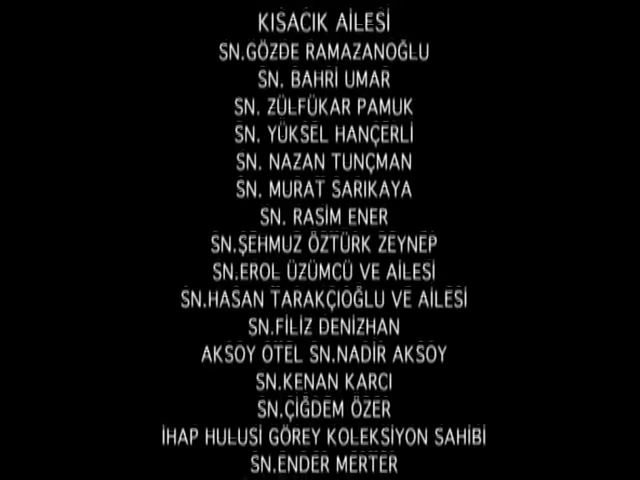 KISACIK AİLESİ
SN.GÖZDE RAMAZANOĞLU
SN. BAHRİ UMAR
SN. ZÜLFÜKAR PAMUK
SN. YÜKSEL HANÇERLİ
SN. NAZAN TUNÇMAN
SN. MURAT SARIKAYA
SN. RASİM ENER
SN.ŞEHMUZ ÖZTÜRK ZEYNEP
SN.EROL ÜZÜMCÜ VE AİLESİ
SN.HASAN TARAKÇIOĞLU VE AİLESİ
SN.FİLİZ DENİZHAN
AKSOY OTEL SN.NADİR AKSOY
SN.KENAN KARCI
SN.ÇİĞDEM ÖZER
İHAP HULUSİ GÖREY KOLEKSİYON SAHİBİ
SN.ENDER MERTER